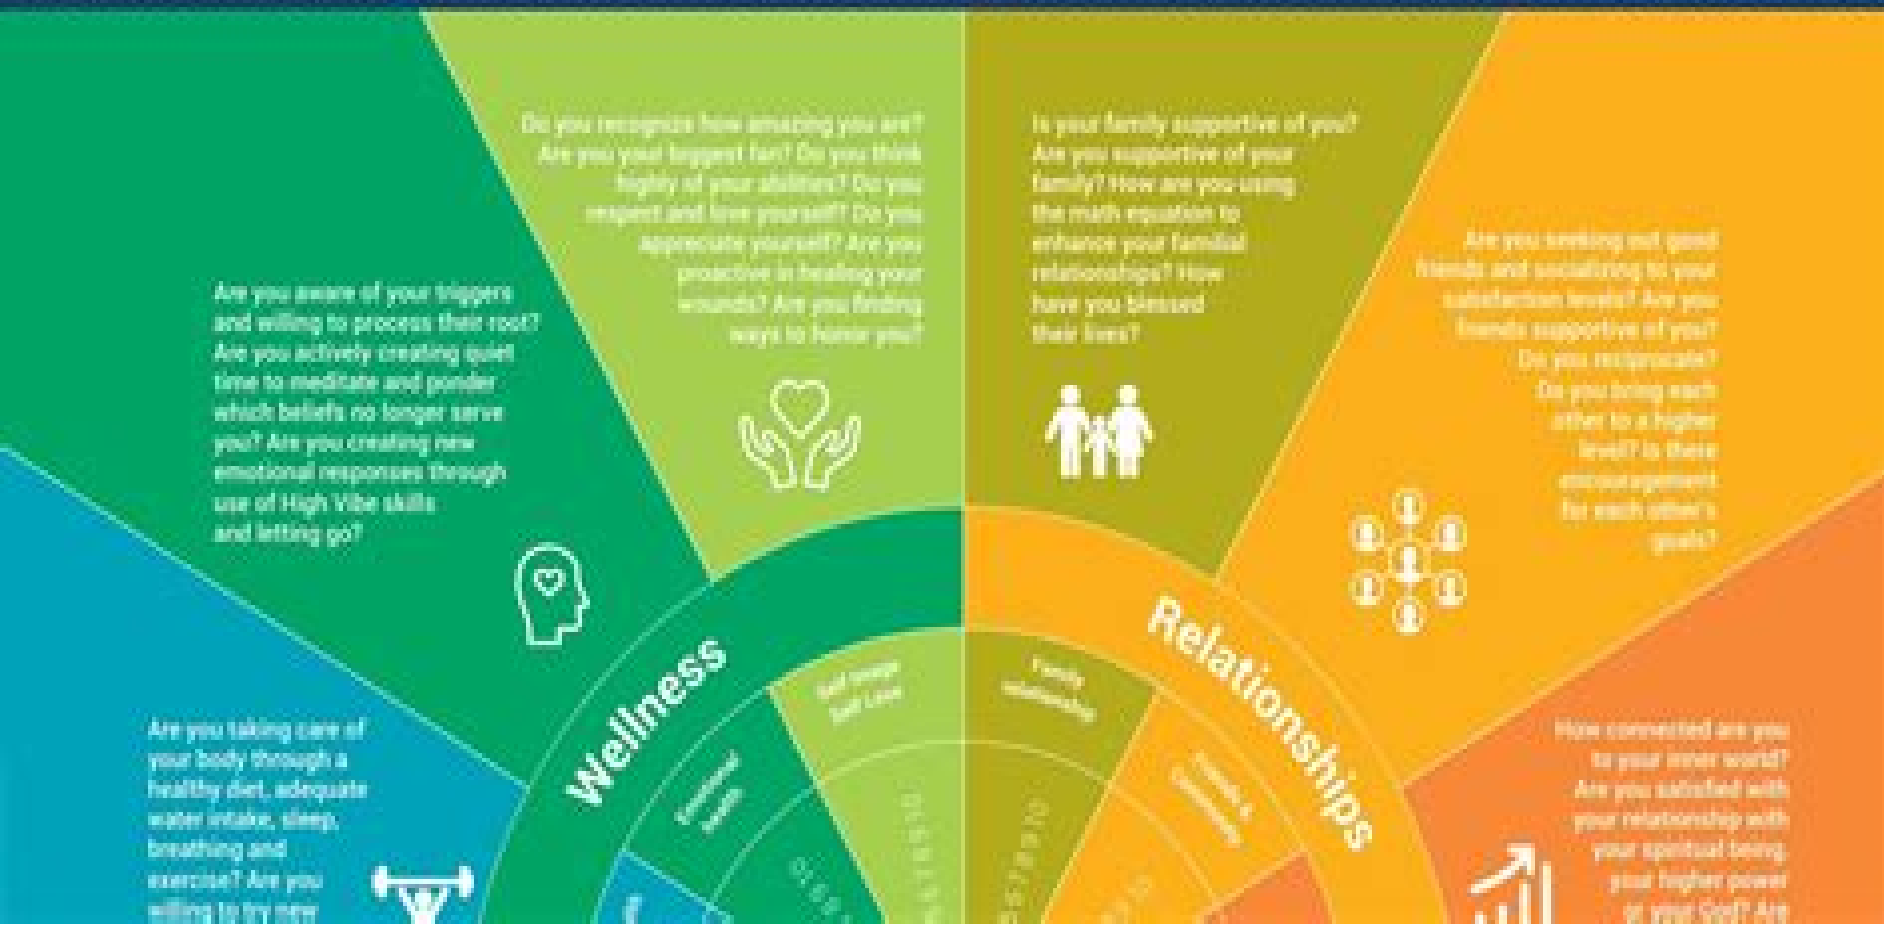 Do you recognize how amazing you are?
Are you your biggest fan? Do you think
highly of your abilities? Do you
respect and love yourself? Do you
appreciate yourself? Are you
proactive in healing your
wounds? Are you finding
ways to honor you?
Is your family supportive of you?
Are you supportive of your
family? How are you using
the math equation to
enhance your familial
relationships? How
have you blessed
their lives?
Are you seeking out good
friends and socializing to your
satisfaction levels? Are you
friends supportive of you?
Do you reciprocate?
Do you bring each
other to a higher
level? Is there
encouragement
for each other's
goals?
Are you aware of your triggers
and willing to process their root?
Are you actively creating quiet
time to meditate and ponder
which beliefs no longer serve
you? Are you creating new
emotional responses through
use of High Vibe skills
and letting go?
Wellness
Relationships
Self Image
Self Love
Family
relationship
Emotional
health
Friends &
Community
Are you taking care of
your body through a
healthy diet, adequate
water intake, sleep,
breathing and
exercise? Are you
willing to try new
How connected are you
to your inner world?
Are you satisfied with
your relationship with
your spiritual being,
your higher power
or your God? Are